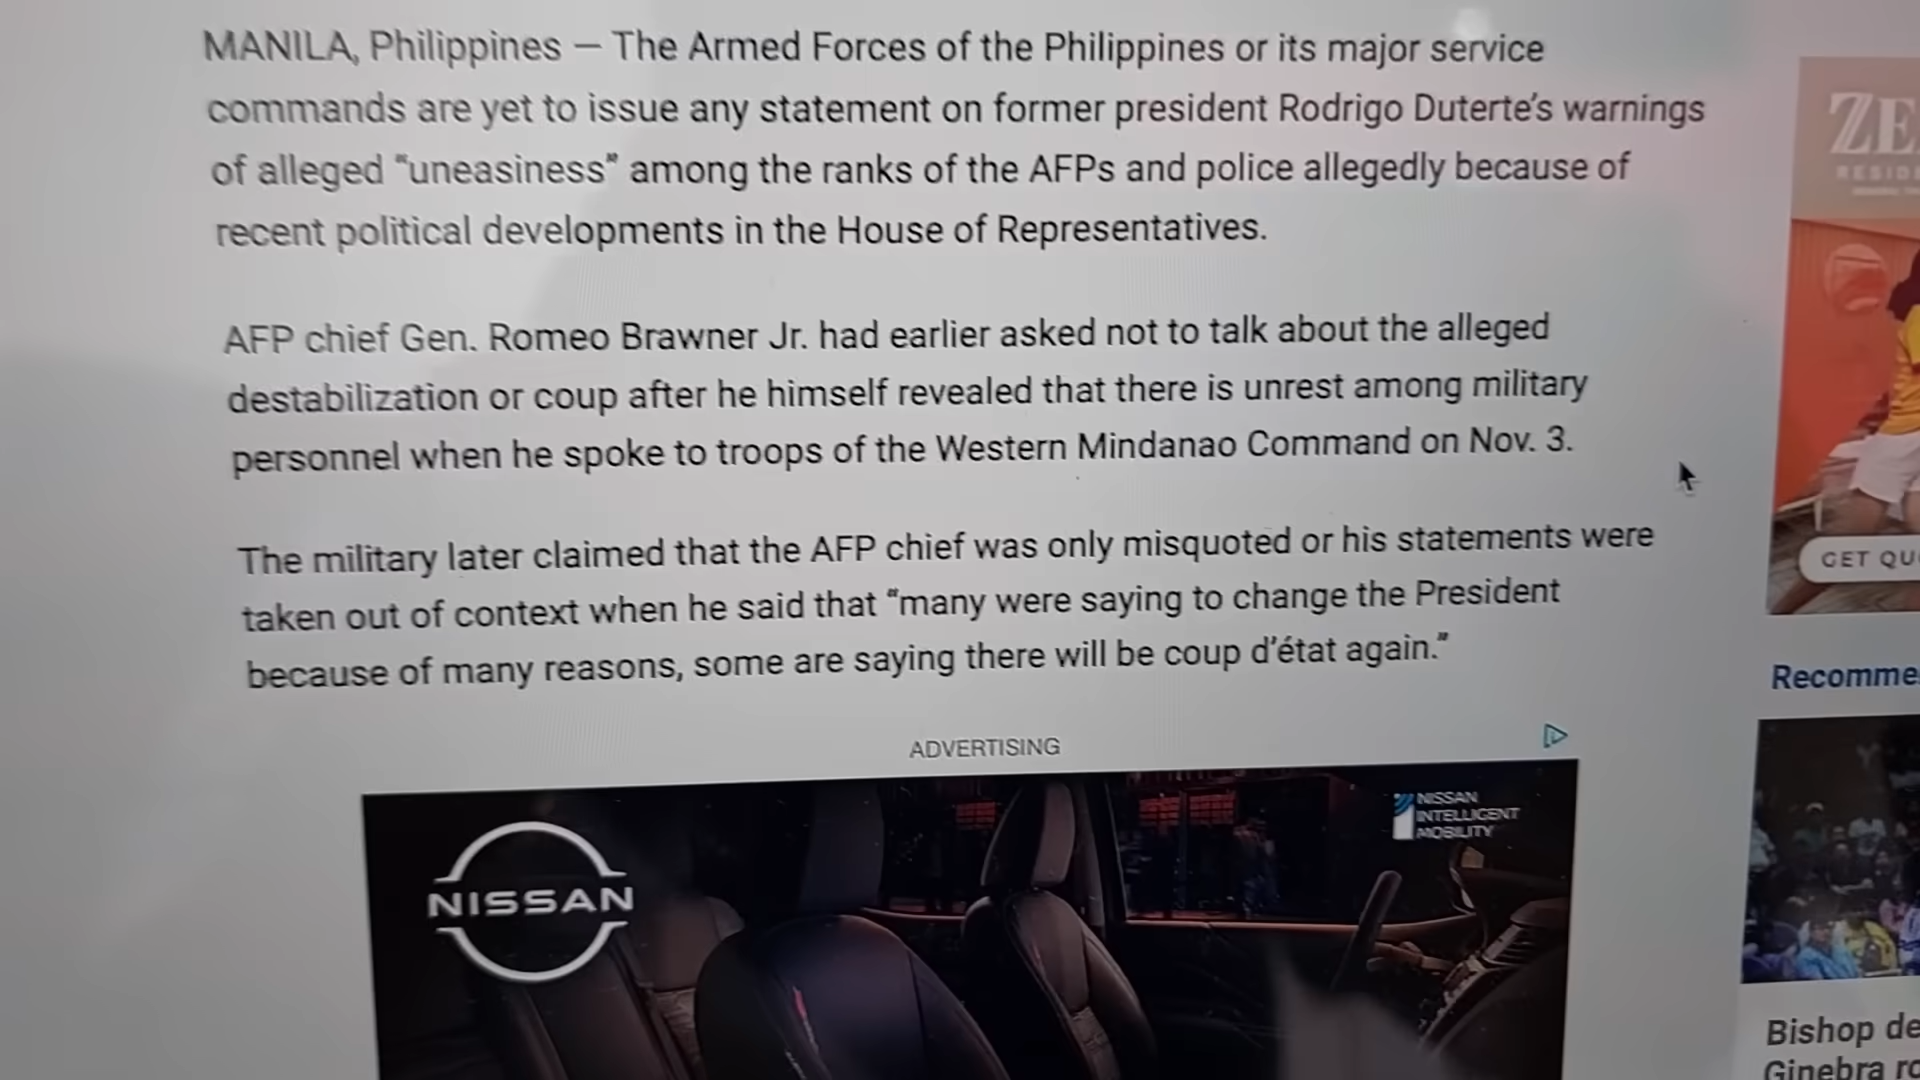 MANILA, Philippines — The Armed Forces of the Philippines or its major service
commands are yet to issue any statement on former president Rodrigo Duterte's warnings
of alleged “uneasiness” among the ranks of the AFPs and police allegedly because of
recent political developments in the House of Representatives.
AFP chief Gen. Romeo Brawner Jr. had earlier asked not to talk about the alleged
destabilization or coup after he himself revealed that there is unrest among military
personnel when he spoke to troops of the Western Mindanao Command on Nov. 3.
The military later claimed that the AFP chief was only misquoted or his statements were
taken out of context when he said that “many were saying to change the President
because of many reasons, some are saying there will be coup d’état again.”
ADVERTISING
NISSAN
NISSAN
INTELLIGENT
MOBILITY
GET
Bishop
Ginebra